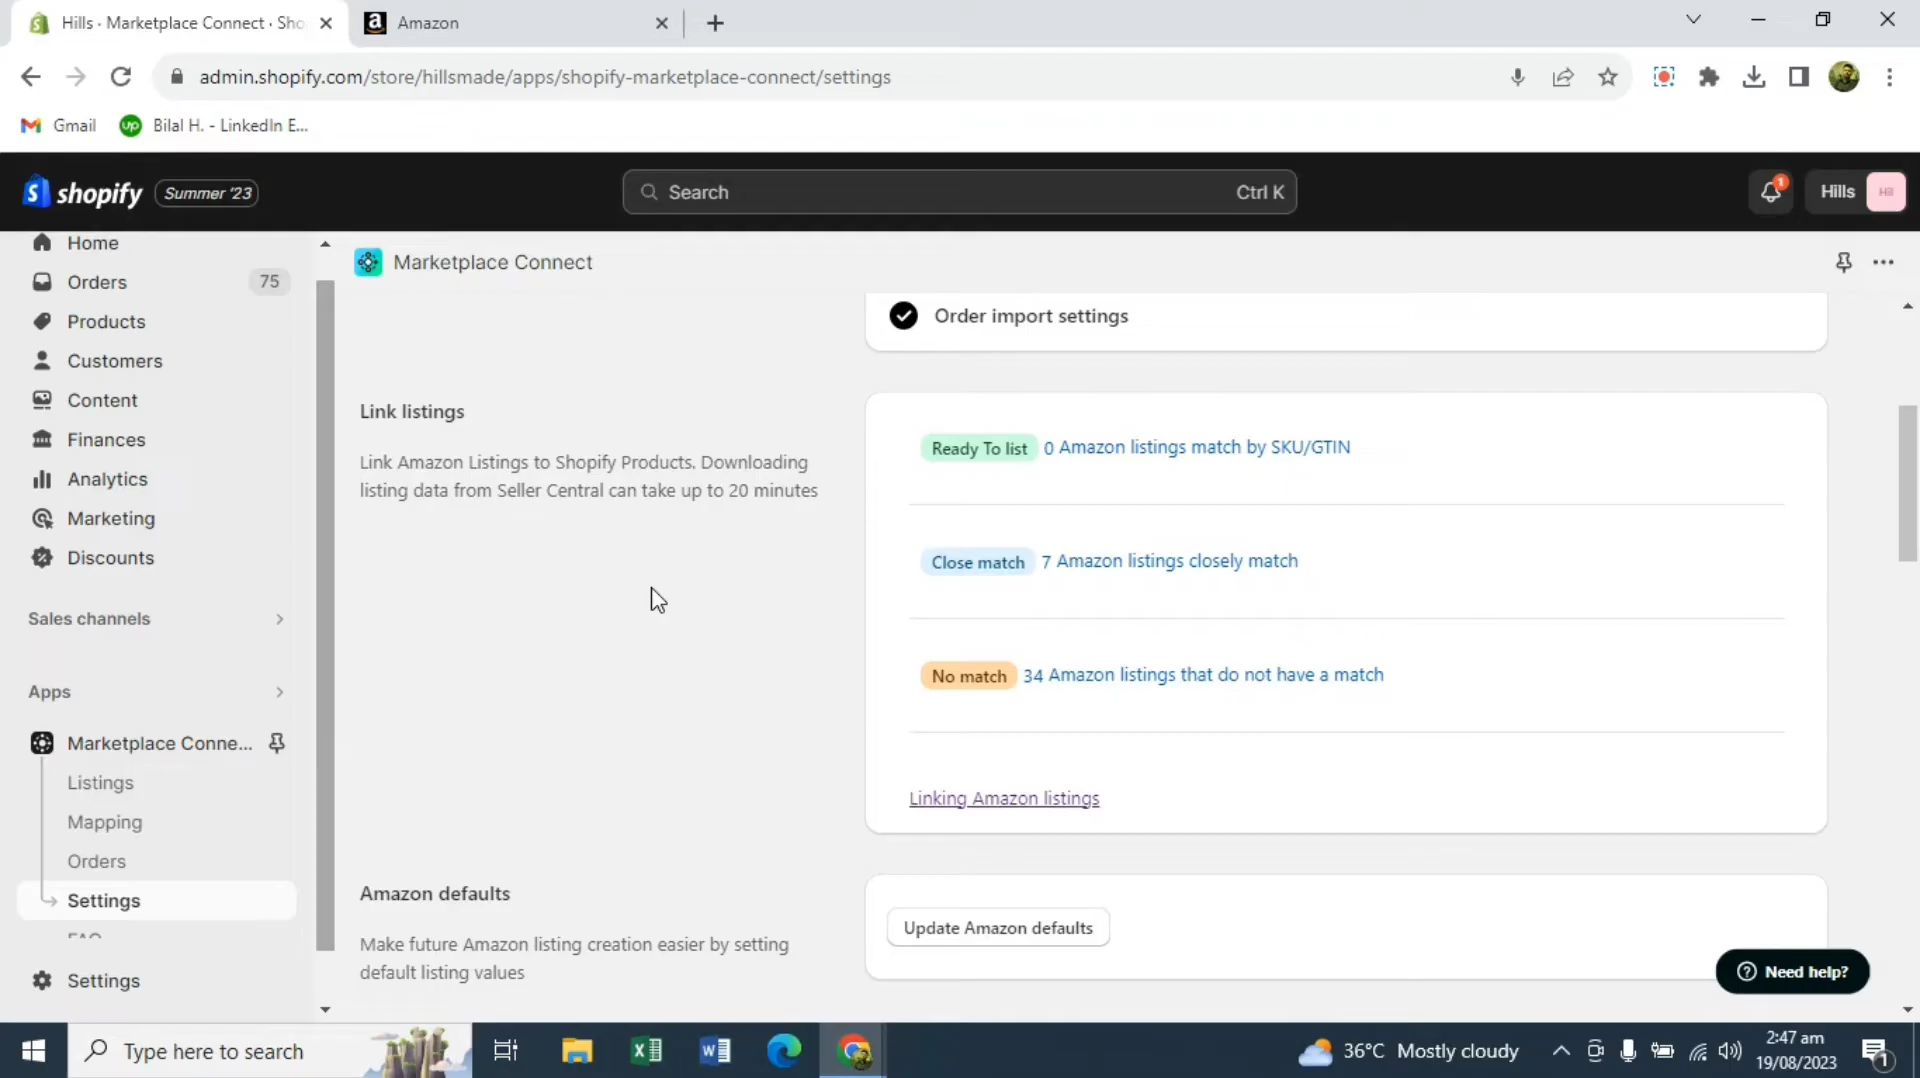 Hills · Marketplace Connect · Sho
Amazon
admin.shopify.com/store/hillsmade/apps/shopify-marketplace-connect/settings
Gmail
up
Bilal H. - LinkedIn E...
shopify
Summer '23
Search
Ctrl K
1
Hills
Hill
Home
Orders
75
Products
Customers
Content
Finances
Analytics
Marketing
Discounts
Sales channels
Apps
Marketplace Conne...
Listings
Mapping
Orders
Settings
FAQ
Settings
Marketplace Connect
Order import settings
Link listings
Link Amazon Listings to Shopify Products. Downloading
listing data from Seller Central can take up to 20 minutes
Ready To list
0 Amazon listings match by SKU/GTIN
Close match
7 Amazon listings closely match
No match
34 Amazon listings that do not have a match
Linking Amazon listings
Amazon defaults
Make future Amazon listing creation easier by setting
default listing values
Update Amazon defaults
Need help?
Type here to search
36°C Mostly cloudy
2:47 am
19/08/2023
1